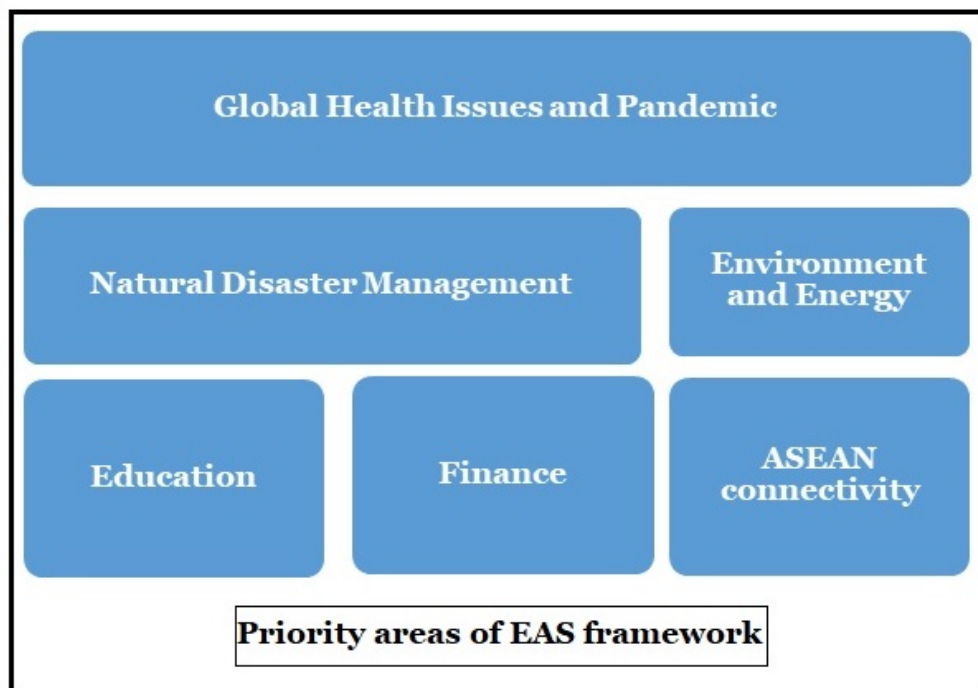 Global Health Issues and Pandemic
Natural Disaster Management
Environment
and Energy
Education
Finance
ASEAN
connectivity
Priority areas of EAS framework